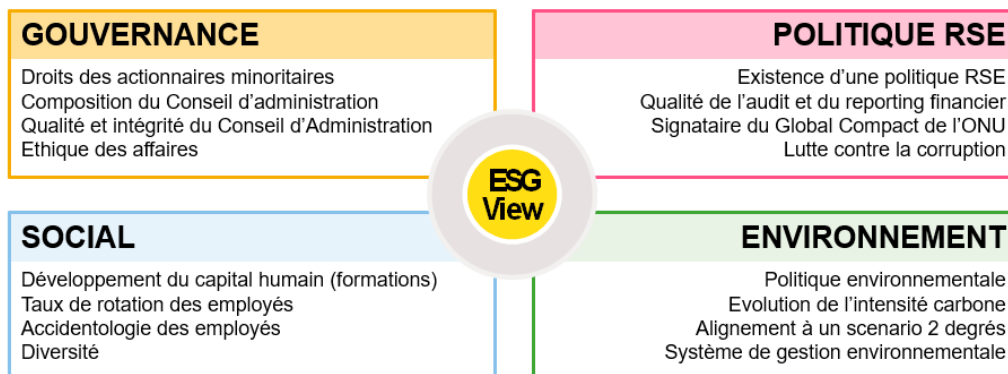 GOUVERNANCE
Droits des actionnaires minoritaires
Composition du Conseil d'administration
Qualité et intégrité du Conseil d'Administration
Ethique des affaires
POLITIQUE RSE
Existence d'une politique RSE
Qualité de l'audit et du reporting financier
Signataire du Global Compact de l'ONU
Lutte contre la corruption
ESG
View
SOCIAL
Développement du capital humain (formations)
Taux de rotation des employés
Accidentologie des employés
Diversité
ENVIRONNEMENT
Politique environnementale
Evolution de l'intensité carbone
Alignement à un scenario 2 degrés
Système de gestion environnementale